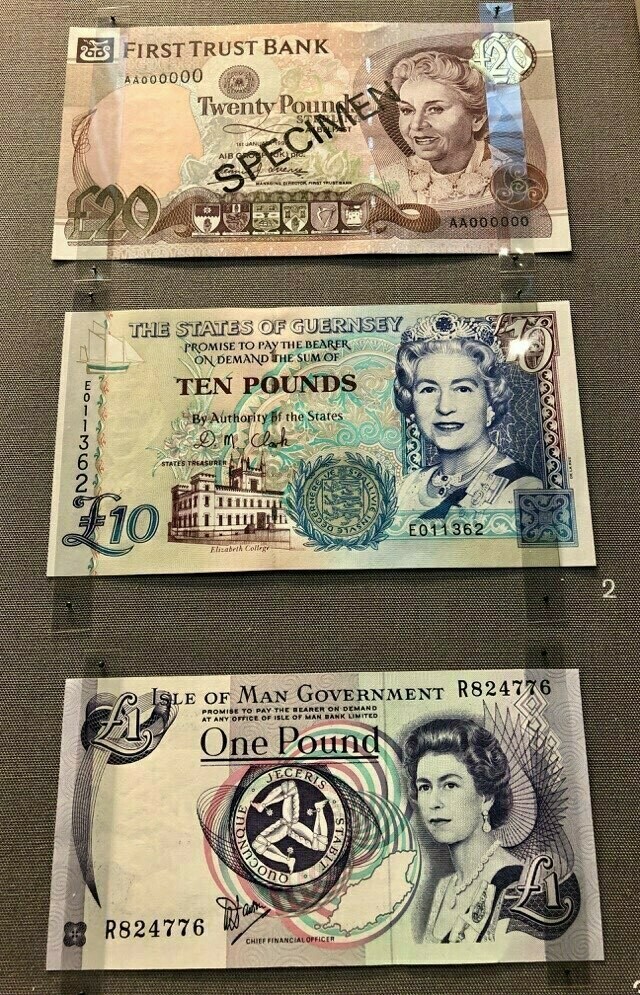 FIRST TRUST BANK
£20
AA000000
Twenty Pounds
SPECIMEN
MANAGING DIRECTOR, FIRST TRUST BANK
£20
AA000000
THE STATES OF GUERNSEY
£10
PROMISE TO PAY THE BEARER
ON DEMAND THE SUM OF
TEN POUNDS
By Authority of the States
E011362
STATES TREASURER
£10
Elizabeth College
E011362
2
ISLE OF MAN GOVERNMENT R824776
PROMISE TO PAY THE BEARER ON DEMAND
AT ANY OFFICE OF ISLE OF MAN BANK LIMITED
£1
One Pound
QUOCUNQUE JECERIS STABIT
£1
R824776
CHIEF FINANCIAL OFFICER